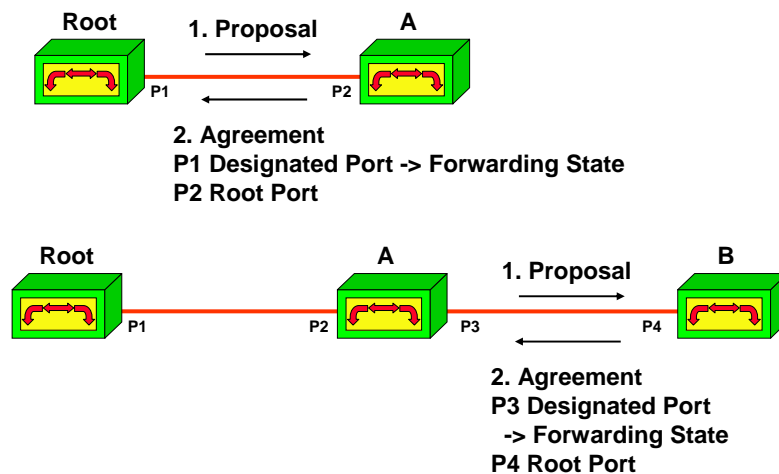 Root
1. Proposal
A
P1
P2
2. Agreement
P1 Designated Port -> Forwarding State
P2 Root Port
Root
A
B
1. Proposal
P1
P2
P3
P4
2. Agreement
P3 Designated Port
-> Forwarding State
P4 Root Port